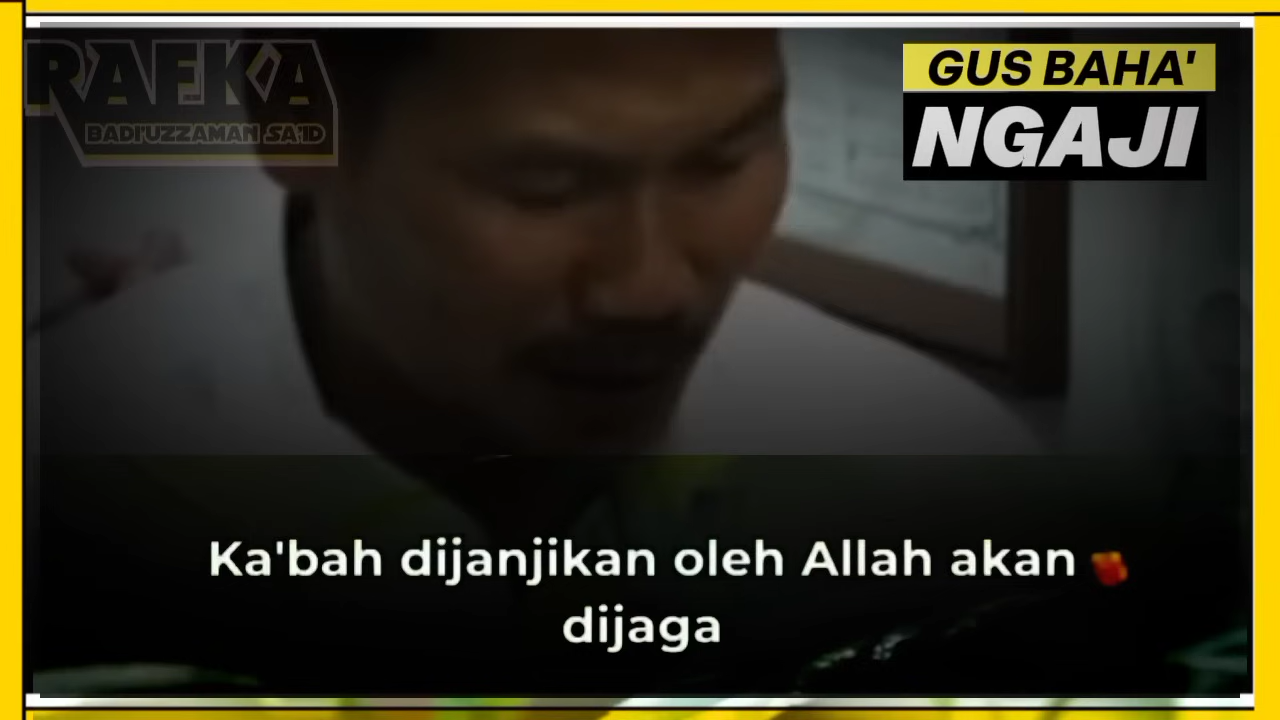 RAFKA
BADI'UZZAMAN SA'ID
GUS BAHA'
NGAJI
Ka'bah dijanjikan oleh Allah akan
dijaga